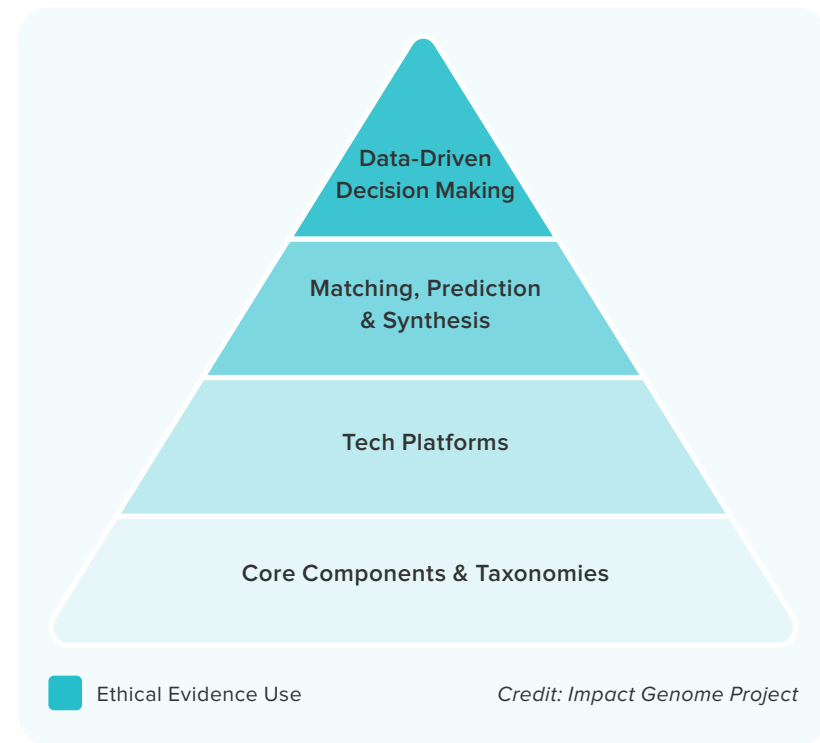 Data-Driven
Decision Making
Matching, Prediction
& Synthesis
Tech Platforms
Core Components & Taxonomies
Ethical Evidence Use
Credit: Impact Genome Project